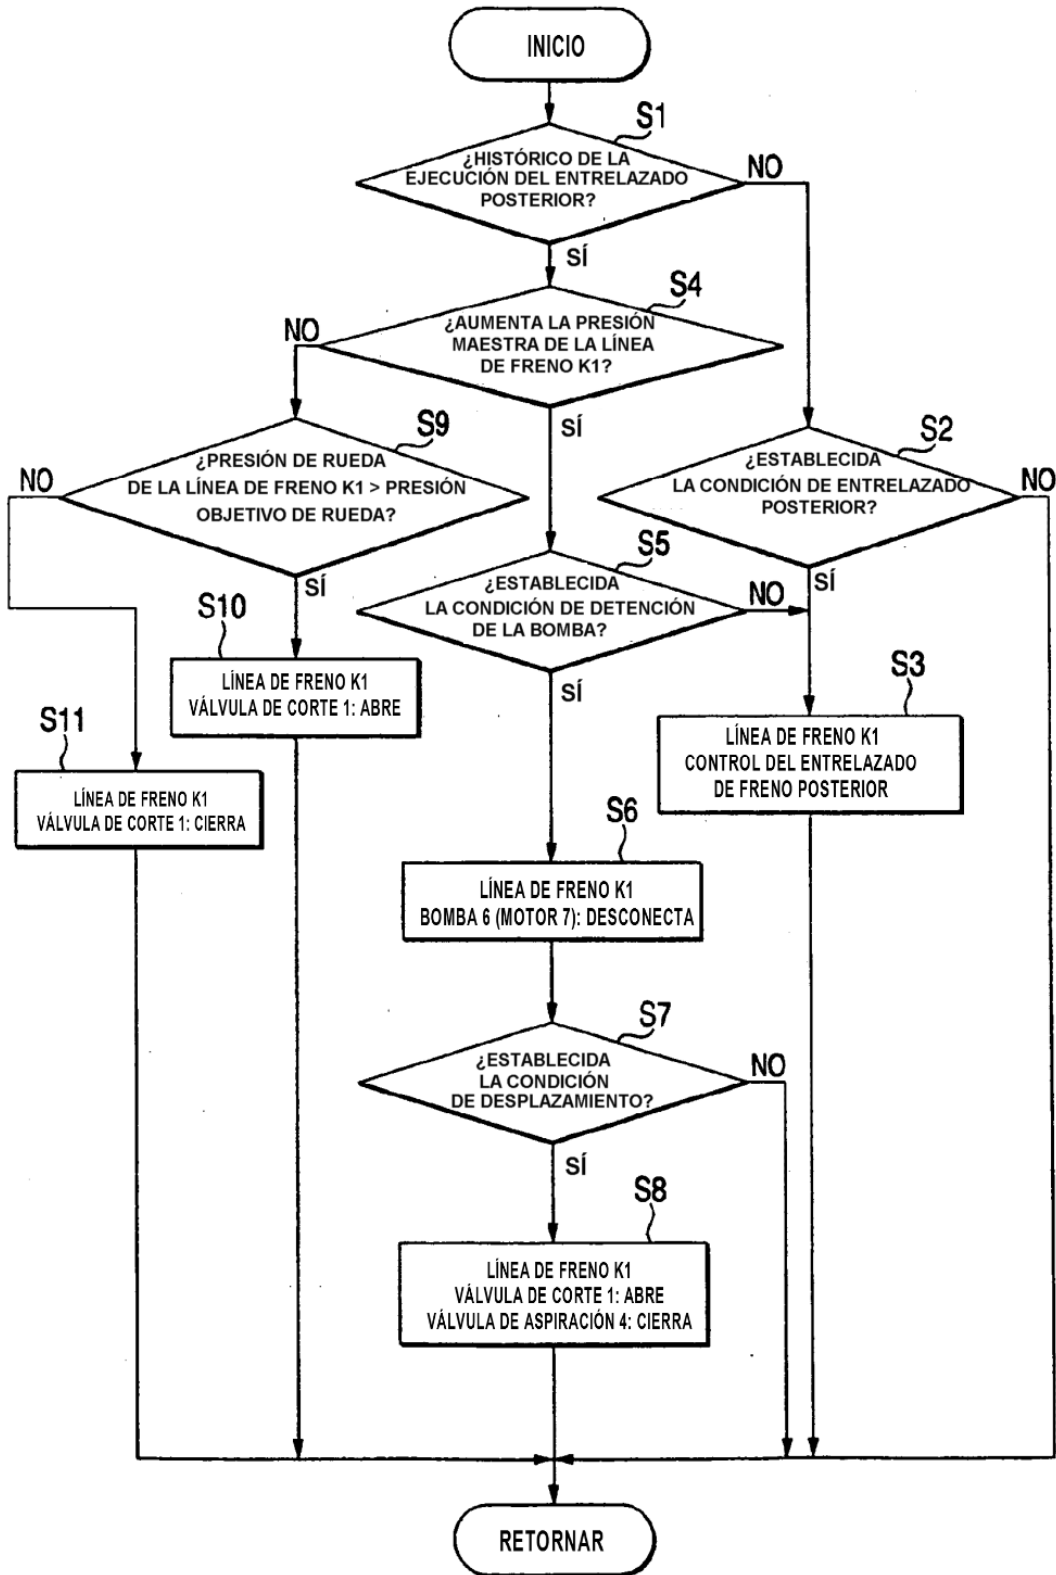 INICIO
S1
¿HISTÓRICO DE LA
EJECUCIÓN DEL ENTRELAZADO
POSTERIOR?
NO
SÍ
S4
¿AUMENTA LA PRESIÓN
MAESTRA DE LA LÍNEA
DE FRENO K1?
NO
SÍ
S9
¿PRESIÓN DE RUEDA
DE LA LÍNEA DE FRENO K1 > PRESIÓN
OBJETIVO DE RUEDA?
NO
SÍ
S2
¿ESTABLECIDA
LA CONDICIÓN DE ENTRELAZADO
POSTERIOR?
NO
SÍ
S5
¿ESTABLECIDA
LA CONDICIÓN DE DETENCIÓN
DE LA BOMBA?
NO
SÍ
S10
LÍNEA DE FRENO K1
VÁLVULA DE CORTE 1: ABRE
S3
LÍNEA DE FRENO K1
CONTROL DEL ENTRELAZADO
DE FRENO POSTERIOR
S11
LÍNEA DE FRENO K1
VÁLVULA DE CORTE 1: CIERRA
S6
LÍNEA DE FRENO K1
BOMBA 6 (MOTOR 7): DESCONECTA
S7
¿ESTABLECIDA
LA CONDICIÓN
DE DESPLAZAMIENTO?
NO
SÍ
S8
LÍNEA DE FRENO K1
VÁLVULA DE CORTE 1: ABRE
VÁLVULA DE ASPIRACIÓN 4: CIERRA
RETORNAR